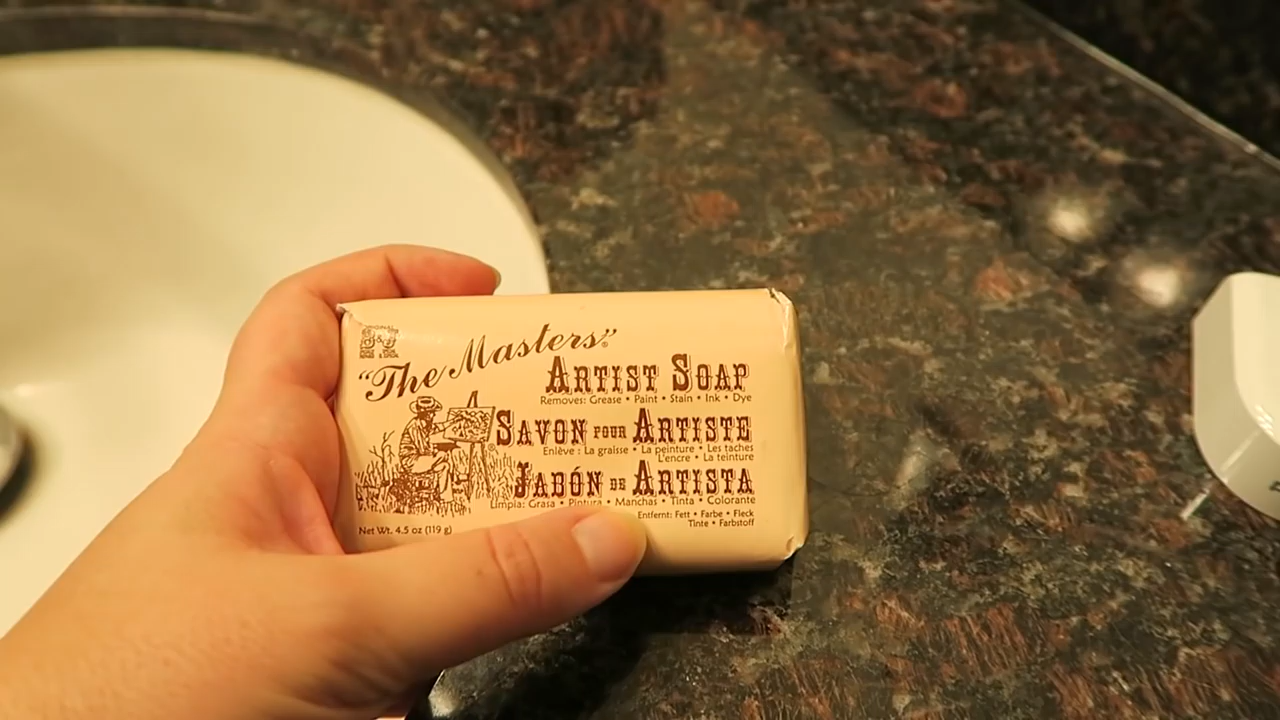 "The Masters"®
ARTIST SOAP
Removes: Grease • Paint • Stain • Ink • Dye
SAVON POUR ARTISTE
Enlève : La graisse • La peinture • Les taches
L'encre • La teinture
JABÓN DE ARTISTA
Limpia: Grasa • Pintura • Manchas • Tinta • Colorante
Entfernt: Fett • Farbe • Fleck
Tinte • Farbstoff
Net Wt. 4.5 oz (119 g)